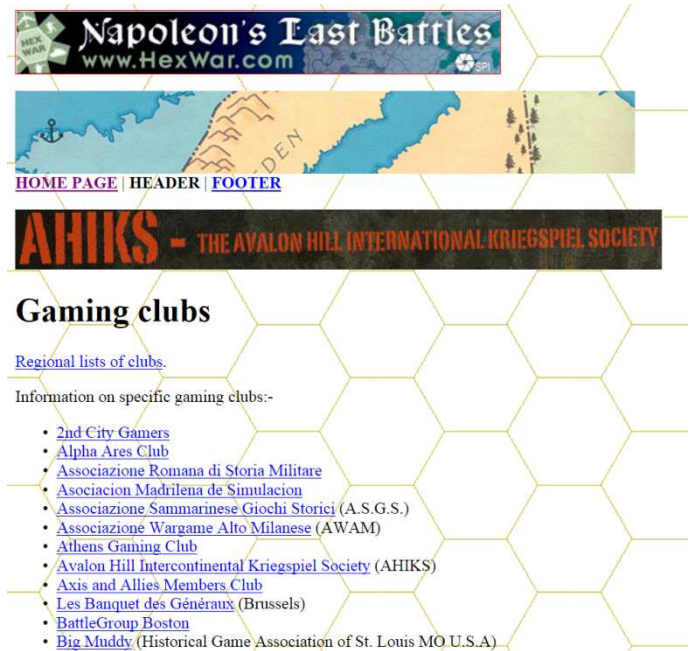 HEX WAR
Napoleon's Last Battles
www.HexWar.com
SPI
EDEN
HOME PAGE | HEADER | FOOTER
AHIKS - THE AVALON HILL INTERNATIONAL KRIEGSPIEL SOCIETY
Gaming clubs
Regional lists of clubs.
Information on specific gaming clubs:-
• 2nd City Gamers
• Alpha Ares Club
• Associazione Romana di Storia Militare
• Asociacion Madrilena de Simulacion
• Associazione Sammarinese Giochi Storici (A.S.G.S.)
• Associazione Wargame Alto Milanese (AWAM)
• Athens Gaming Club
• Avalon Hill Intercontinental Kriegspiel Society (AHIKS)
• Axis and Allies Members Club
• Les Banquet des Généraux (Brussels)
• BattleGroup Boston
• Big Muddy (Historical Game Association of St. Louis MO U.S.A)